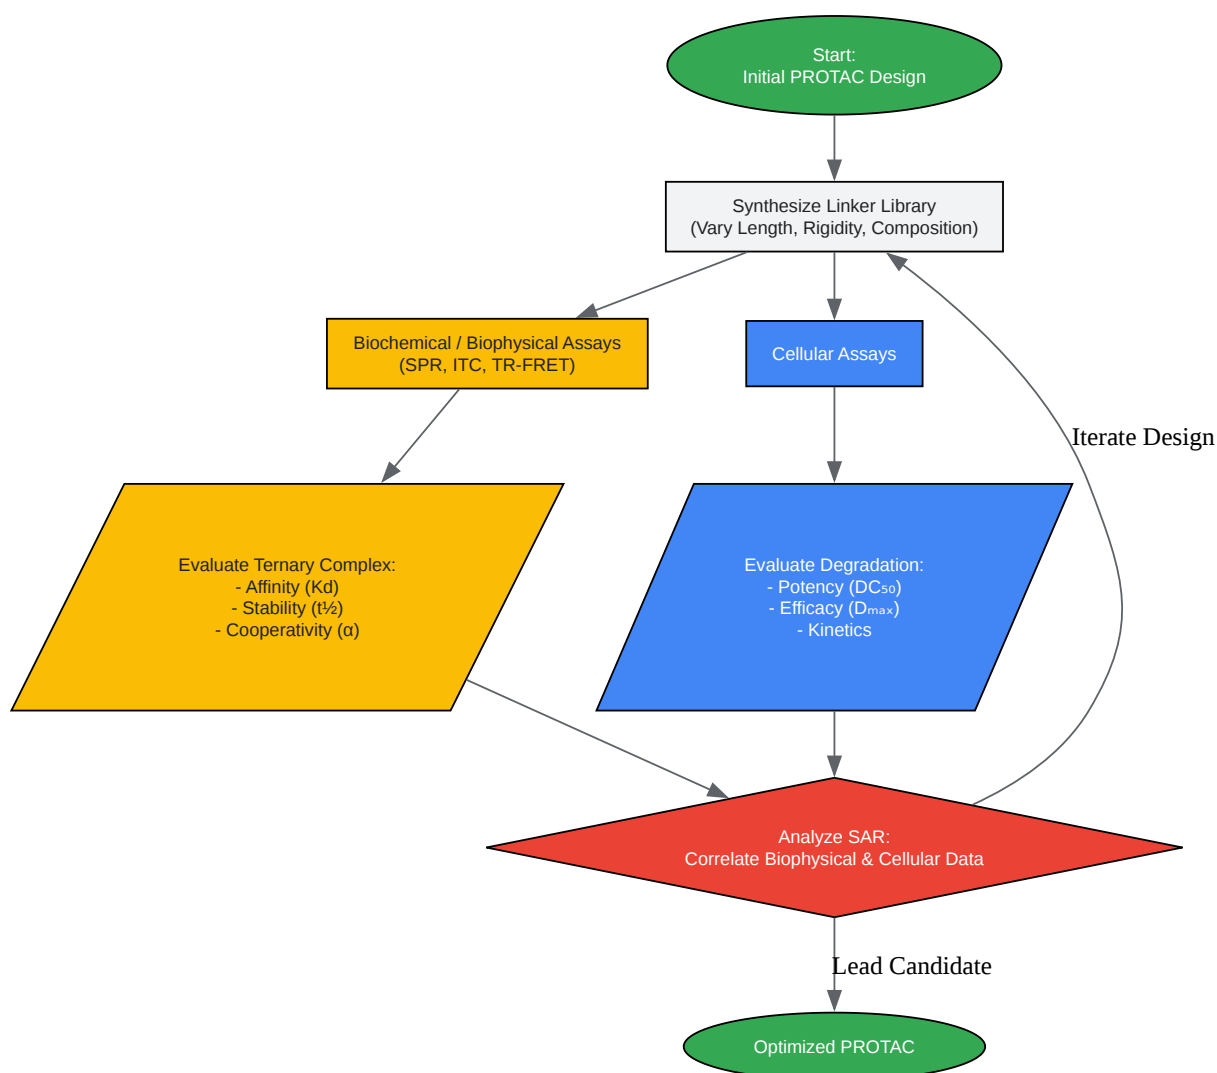 Start:
Initial PROTAC Design
Synthesize Linker Library
(Vary Length, Rigidity, Composition)
Biochemical / Biophysical Assays
(SPR, ITC, TR-FRET)
Cellular Assays
Iterate Design
Evaluate Ternary Complex:
- Affinity (Kd)
- Stability (t½)
- Cooperativity (α)
Evaluate Degradation:
- Potency (DC₅₀)
- Efficacy (Dₘₐₓ)
- Kinetics
Analyze SAR:
Correlate Biophysical & Cellular Data
Lead Candidate
Optimized PROTAC